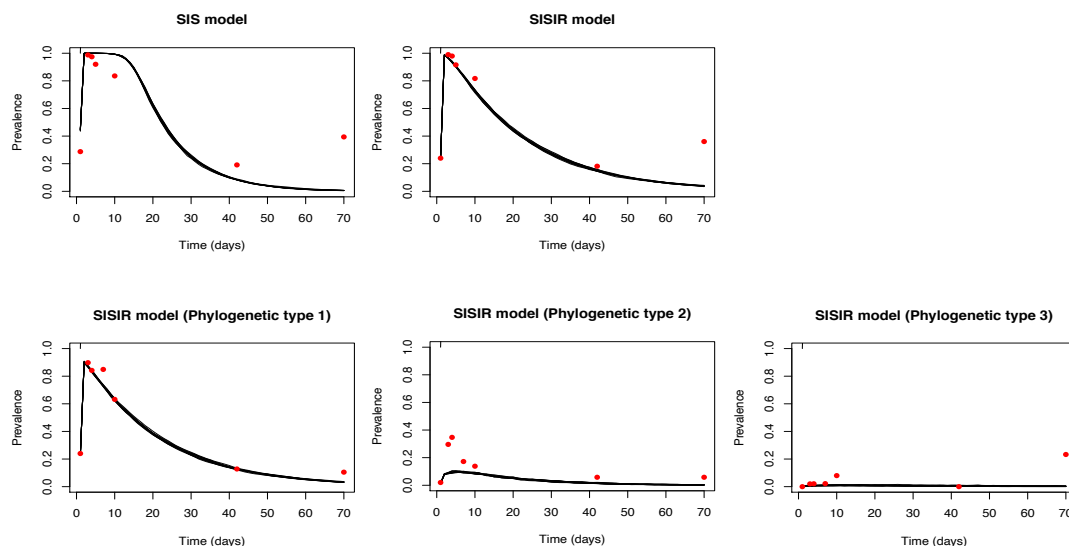 SIS model
SISIR model
Prevalence
0.0 0.2 0.4 0.6 0.8 1.0
0 10 20 30 40 50 60 70
Time (days)
Prevalence
0.0 0.2 0.4 0.6 0.8 1.0
0 10 20 30 40 50 60 70
Time (days)
SISIR model (Phylogenetic type 1)
SISIR model (Phylogenetic type 2)
SISIR model (Phylogenetic type 3)
Prevalence
0.0 0.2 0.4 0.6 0.8 1.0
0 10 20 30 40 50 60 70
Time (days)
Prevalence
0.0 0.2 0.4 0.6 0.8 1.0
0 10 20 30 40 50 60 70
Time (days)
Prevalence
0.0 0.2 0.4 0.6 0.8 1.0
0 10 20 30 40 50 60 70
Time (days)